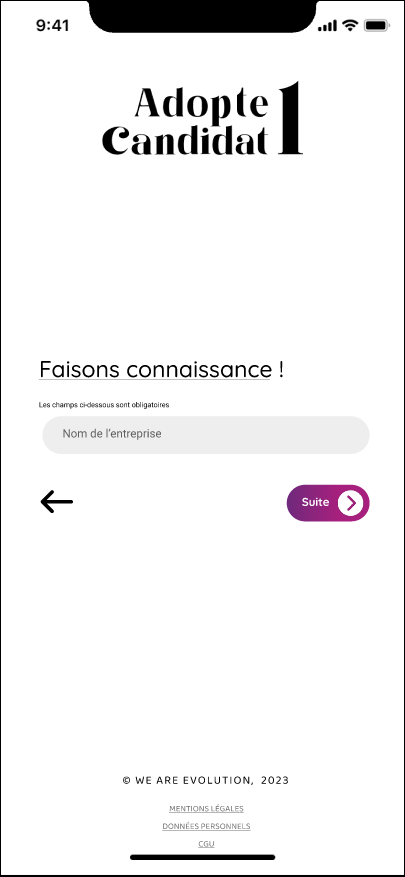 9:41
Adopte 1
Candidat
Faisons connaissance !
Les champs ci-dessous sont obligatoires
Nom de l'entreprise
Suite
© WE ARE EVOLUTION, 2023
MENTIONS LÉGALES
DONNÉES PERSONNELS
CGU